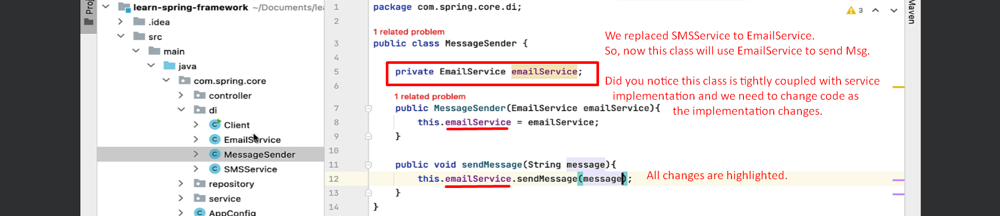 Proj
learn-spring-framework ~/Documents/lea
.idea
src
main
java
com.spring.core
controller
di
Client
EmailService
MessageSender
SMSService
repository
service
AppConfig
1 package com.spring.core.di;
2
1 related problem
3 public class MessageSender {
4
5 private EmailService emailService;
6
1 related problem
7 public MessageSender(EmailService emailService){
8 this.emailService = emailService;
9 }
10
11 public void sendMessage(String message){
12 this.emailService.sendMessage(message);
13 }
14 }
We replaced SMSService to EmailService.
So, now this class will use EmailService to send Msg.
Did you notice this class is tightly coupled with service
implementation and we need to change code as
the implementation changes.
All changes are highlighted.
3
Maven